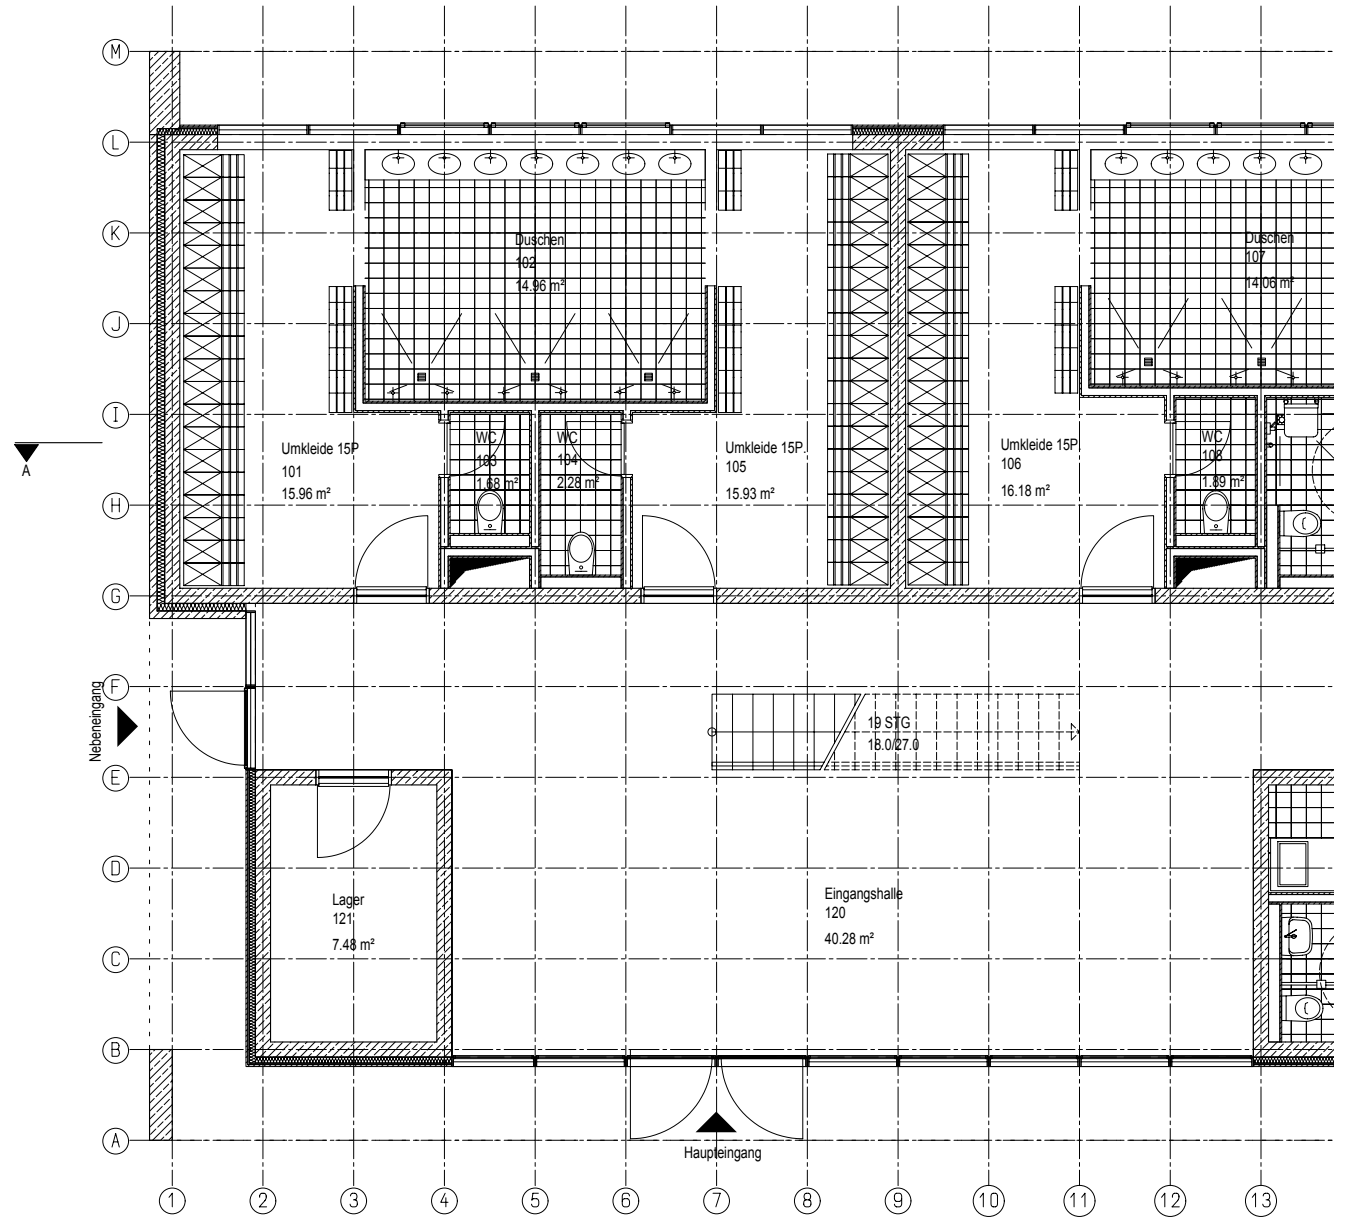 M
L
K
J
I
H
G
F
E
D
C
B
A
Duschen
102
14.96 m²
Duschen
107
14.06 m²
A
Umkleide 15P.
101
15.96 m²
WC
103
1.68 m²
WC
104
2.28 m²
Umkleide 15P.
105
15.93 m²
Umkleide 15P.
106
16.18 m²
WC
108
1.89 m²
Nebeneingang
19 STG
18.0/27.0
Lager
121
7.48 m²
Eingangshalle
120
40.28 m²
Haupteingang
1 2 3 4 5 6 7 8 9 10 11 12 13